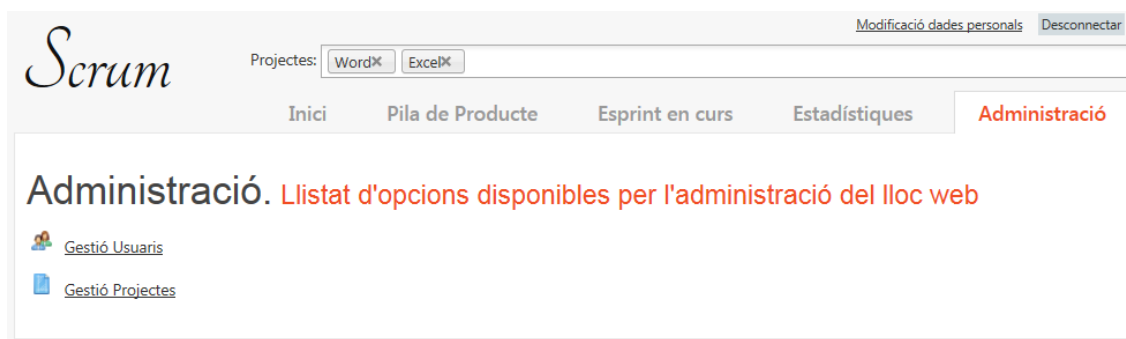 Scrum
Modificació dades personals Desconnectar
Projectes: Word× Excel×
Inici Pila de Producte Esprint en curs Estadístiques Administració
Administració. Llistat d'opcions disponibles per l'administració del lloc web
Gestió Usuaris
Gestió Projectes